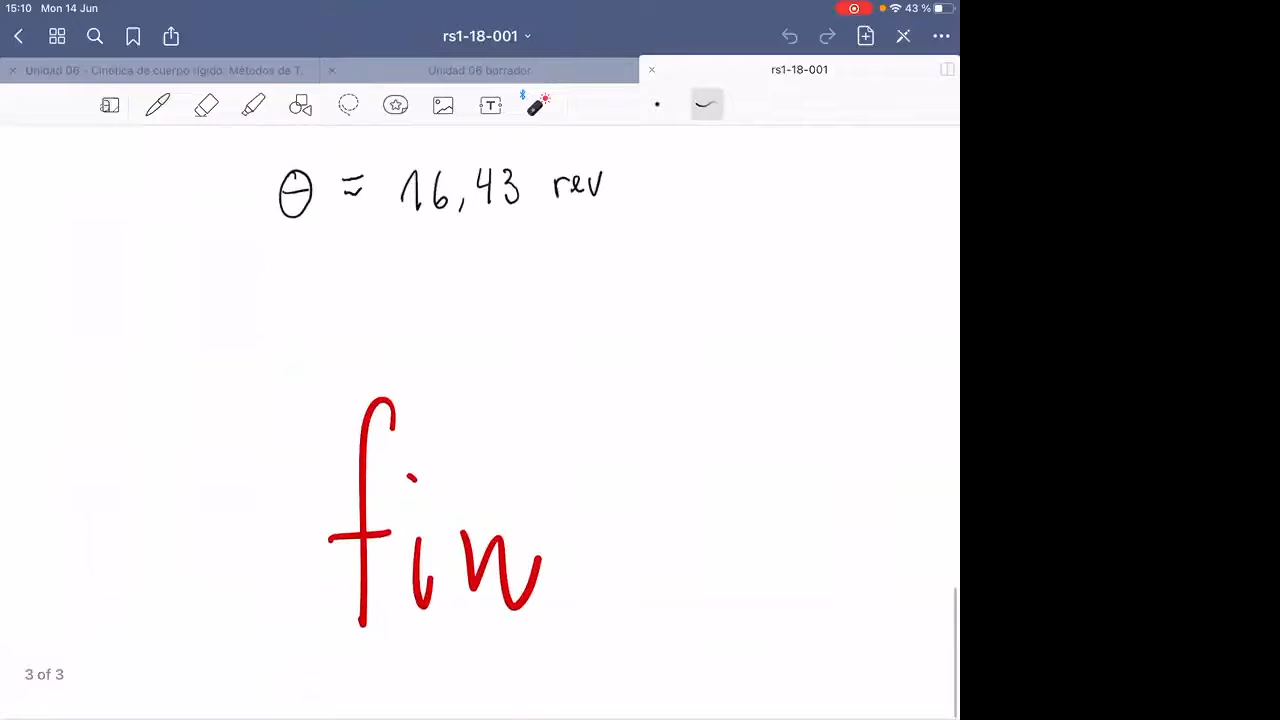 15:10 Mon 14 Jun 43 %
rs1-18-001
Unidad 06 - Cinética de cuerpo rígido. Métodos de T...
Unidad 06 borrador
rs1-18-001
θ ≈ 16,43 rev
fin
3 of 3